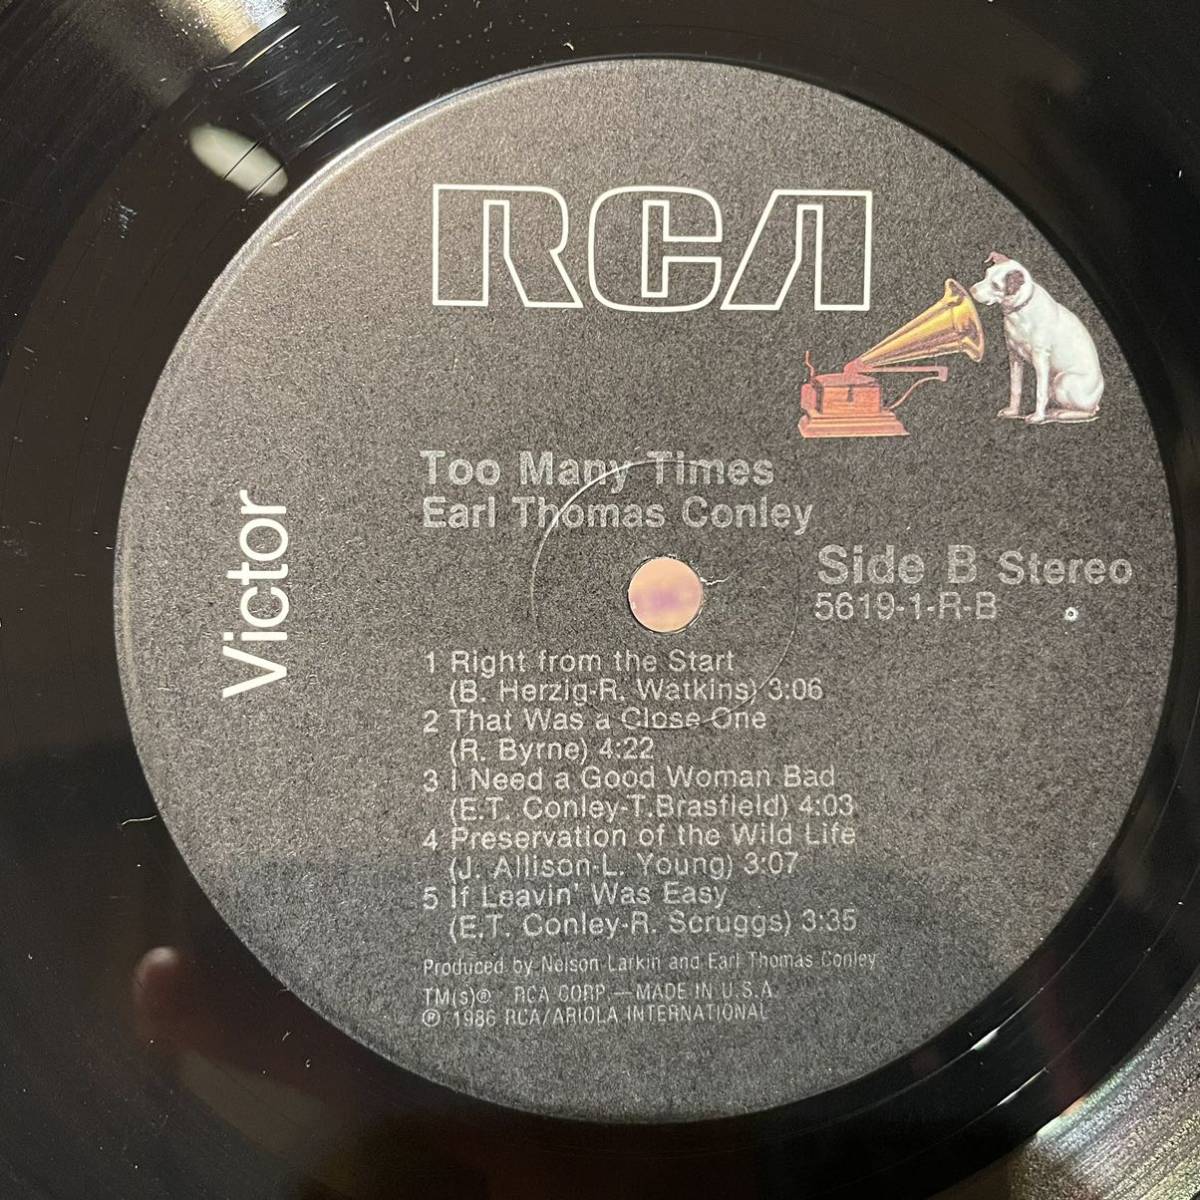 RCA
Victor
Too Many Times
Earl Thomas Conley
Side B Stereo
5619-1-R-B
1 Right from the Start
(B. Herzig-R. Watkins) 3:06
2 That Was a Close One
(R. Byrne) 4:22
3 I Need a Good Woman Bad
(E.T. Conley-T.Brasfield) 4:03
4 Preservation of the Wild Life
(J. Allison-L. Young) 3:07
5 If Leavin' Was Easy
(E.T. Conley-R. Scruggs) 3:35
Produced by Nelson Larkin and Earl Thomas Conley
TM(s)® RCA CORP.—MADE IN U.S.A.
℗ 1986 RCA/ARIOLA INTERNATIONAL